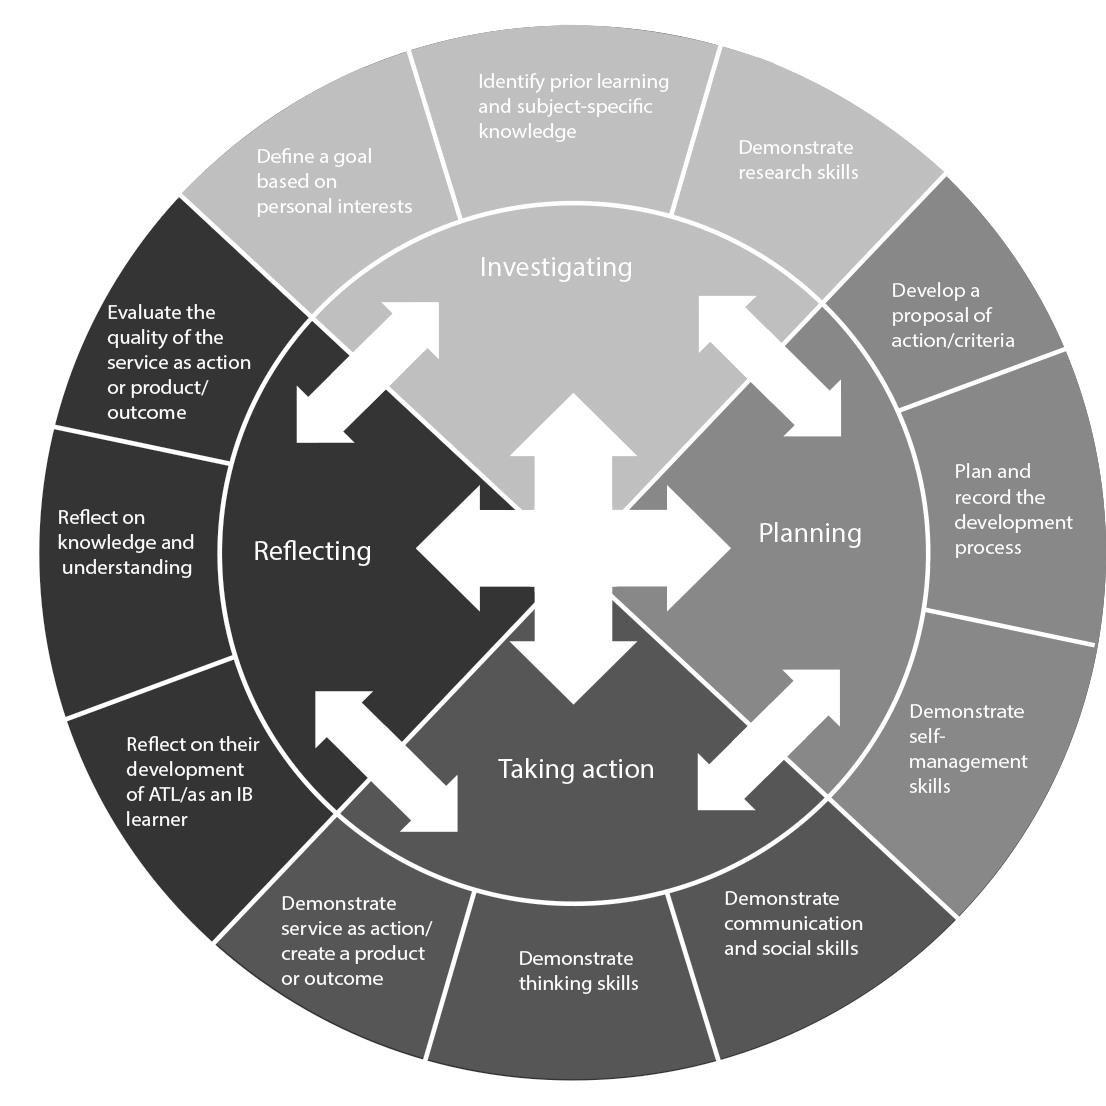 Identify prior learning
and subject-specific
knowledge
Demonstrate
research skills
Define a goal
based on
personal interests
Investigating
Develop a
proposal of
action/criteria
Plan and
record the
development
process
Demonstrate
self-
management
skills
Planning
Demonstrate
communication
and social skills
Demonstrate
thinking skills
Demonstrate
service as action/
create a product
or outcome
Taking action
Reflect on their
development
of ATL/as an IB
learner
Reflect on
knowledge and
understanding
Evaluate the
quality of the
service as action
or product/
outcome
Reflecting